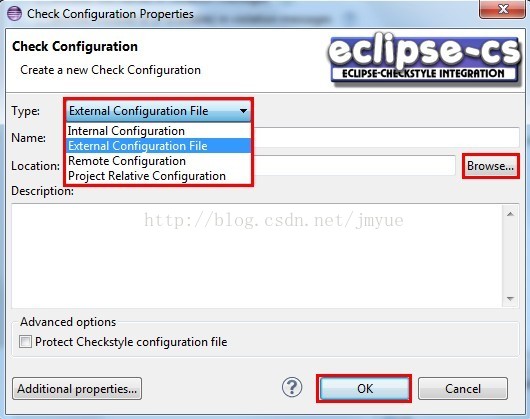 Check Configuration Properties
Check Configuration
Create a new Check Configuration
eclipse-cs
ECLIPSE-CHECKSTYLE INTEGRATION
Type: External Configuration File
Internal Configuration
External Configuration File
Remote Configuration
Project Relative Configuration
Name:
Location: Browse...
Description:
http://blog.csdn.net/jmyue
Advanced options
Protect Checkstyle configuration file
Additional properties... ? OK Cancel